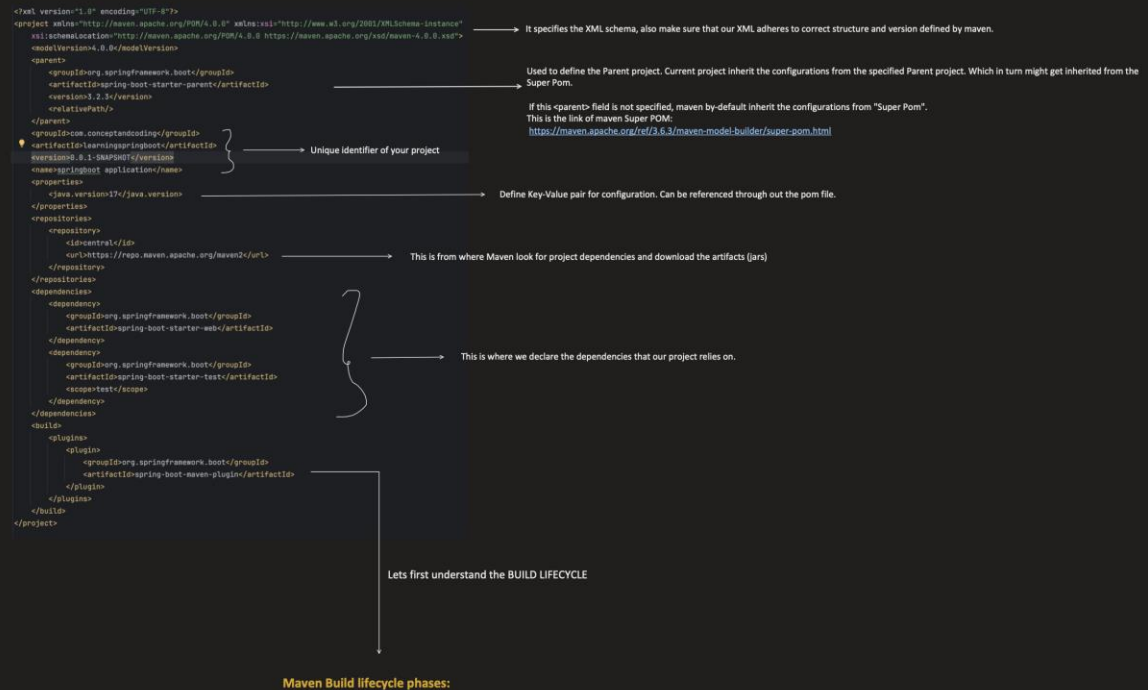 <?xml version="1.0" encoding="UTF-8"?>
<project xmlns="http://maven.apache.org/POM/4.0.0" xmlns:xsi="http://www.w3.org/2001/XMLSchema-instance"
xsi:schemaLocation="http://maven.apache.org/POM/4.0.0 https://maven.apache.org/xsd/maven-4.0.0.xsd">
It specifies the XML schema, also make sure that our XML adheres to correct structure and version defined by maven.
<modelVersion>4.0.0</modelVersion>
<parent>
<groupId>org.springframework.boot</groupId>
<artifactId>spring-boot-starter-parent</artifactId>
<version>3.2.3</version>
<relativePath/>
</parent>
Used to define the Parent project. Current project inherit the configurations from the specified Parent project. Which in turn might get inherited from the
Super Pom.
If this <parent> field is not specified, maven by-default inherit the configurations from "Super Pom".
This is the link of maven Super POM:
https://maven.apache.org/ref/3.6.3/maven-model-builder/super-pom.html
<groupId>com.conceptandcoding</groupId>
<artifactId>learningspringboot</artifactId>
<version>0.0.1-SNAPSHOT</version>
<name>springboot application</name>
Unique identifier of your project
<properties>
<java.version>17</java.version>
</properties>
Define Key-Value pair for configuration. Can be referenced through out the pom file.
<repositories>
<repository>
<id>central</id>
<url>https://repo.maven.apache.org/maven2</url>
</repository>
</repositories>
This is from where Maven look for project dependencies and download the artifacts (jars)
<dependencies>
<dependency>
<groupId>org.springframework.boot</groupId>
<artifactId>spring-boot-starter-web</artifactId>
</dependency>
<dependency>
<groupId>org.springframework.boot</groupId>
<artifactId>spring-boot-starter-test</artifactId>
<scope>test</scope>
</dependency>
</dependencies>
This is where we declare the dependencies that our project relies on.
<build>
<plugins>
<plugin>
<groupId>org.springframework.boot</groupId>
<artifactId>spring-boot-maven-plugin</artifactId>
</plugin>
</plugins>
</build>
</project>
Lets first understand the BUILD LIFECYCLE
Maven Build lifecycle phases: